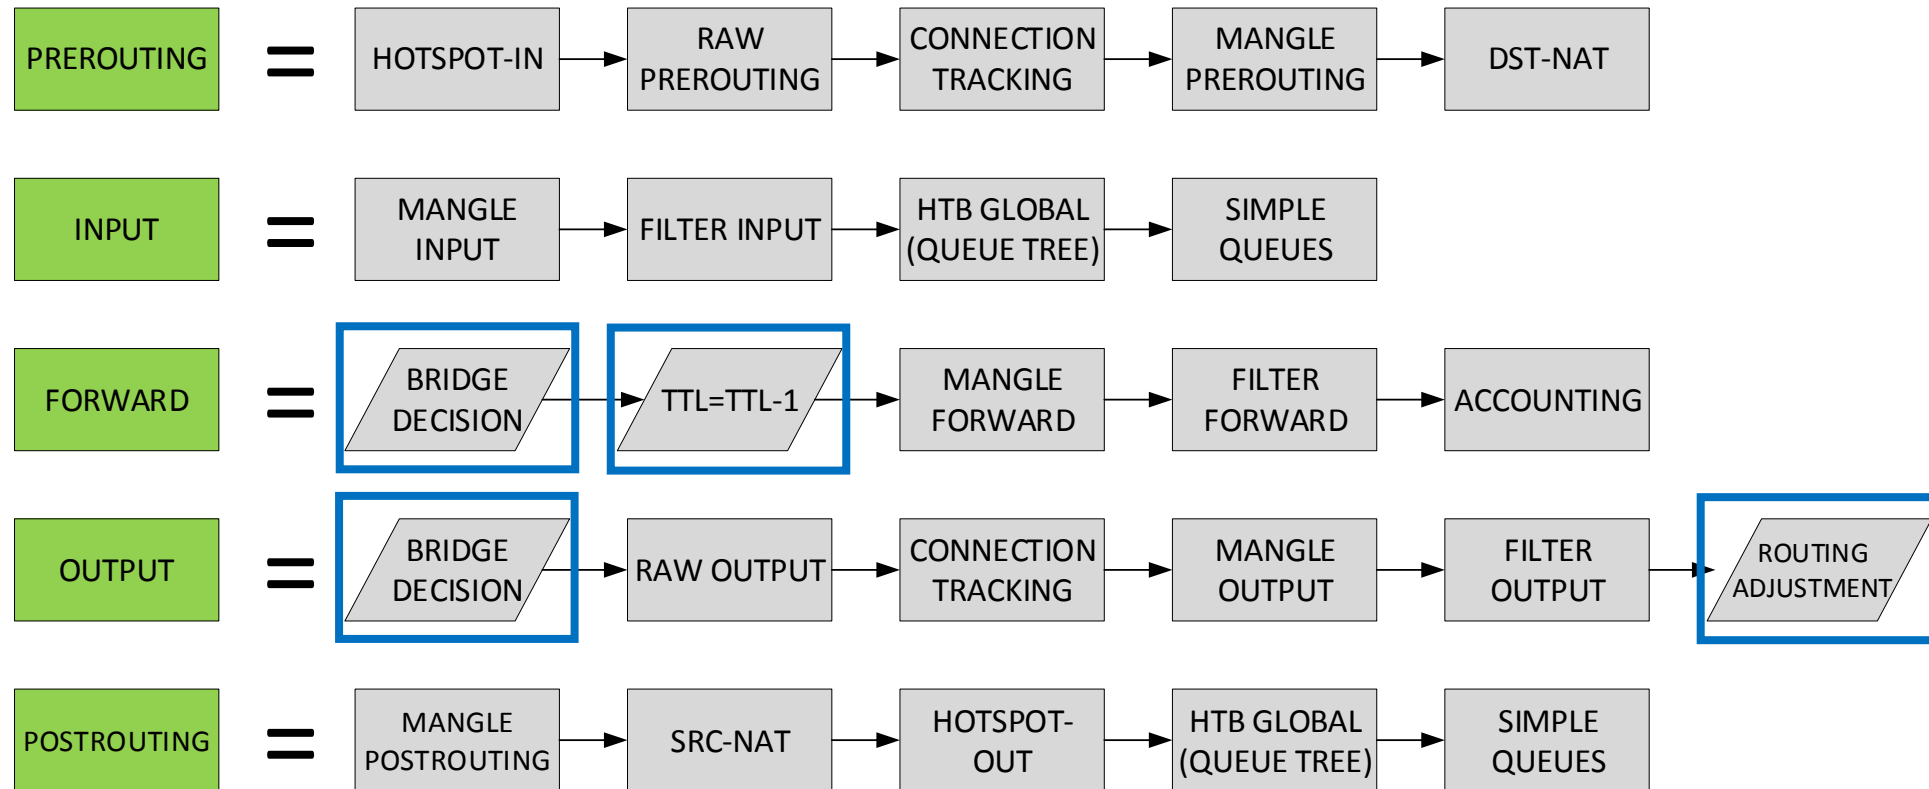 PREROUTING = HOTSPOT-IN RAW PREROUTING CONNECTION TRACKING MANGLE PREROUTING DST-NAT
INPUT = MANGLE INPUT FILTER INPUT HTB GLOBAL (QUEUE TREE) SIMPLE QUEUES
FORWARD = BRIDGE DECISION TTL=TTL-1 MANGLE FORWARD FILTER FORWARD ACCOUNTING
OUTPUT = BRIDGE DECISION RAW OUTPUT CONNECTION TRACKING MANGLE OUTPUT FILTER OUTPUT ROUTING ADJUSTMENT
POSTROUTING = MANGLE POSTROUTING SRC-NAT HOTSPOT-OUT HTB GLOBAL (QUEUE TREE) SIMPLE QUEUES